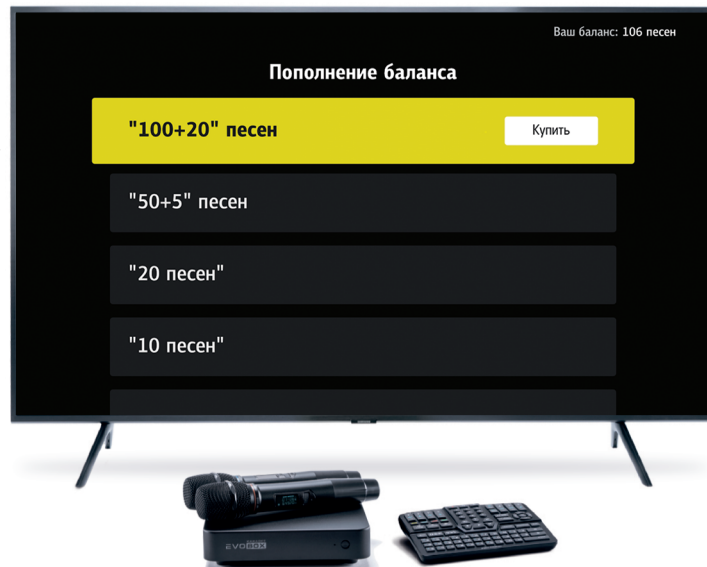 Ваш баланс: 106 песен
Пополнение баланса
"100+20" песен
Купить
"50+5" песен
"20 песен"
"10 песен"
EVOBOX